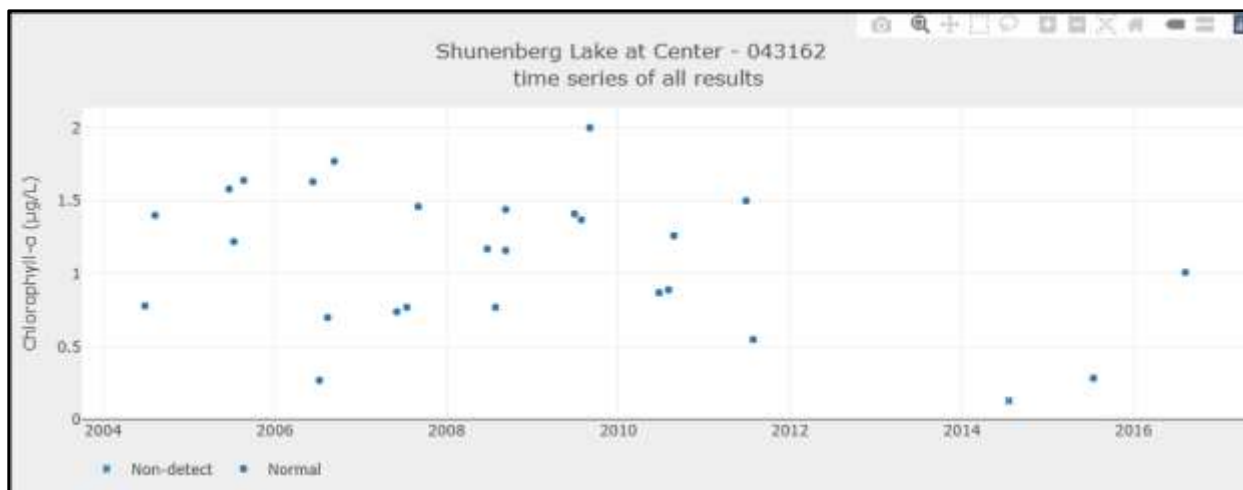 Shunenberg Lake at Center - 043162
time series of all results
Chlorophyll-a (µg/L)
2
1.5
1
0.5
0
2004 2006 2008 2010 2012 2014 2016
Non-detect Normal